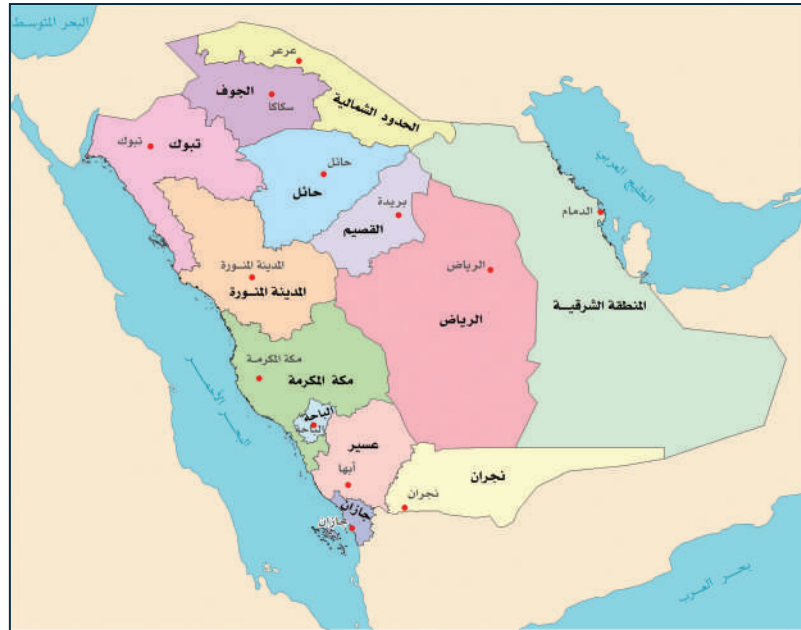 البحر المتوسط
عرعر
الحدود الشمالية
الجوف
سكاكا
تبوك
تبوك
حائل
حائل
بريدة
القصيم
الخليج العربي
الدمام
المدينة المنورة
المدينة المنورة
الرياض
الرياض
المنطقة الشرقية
مكة المكرمة
مكة المكرمة
البحر الأحمر
الباحة
الباحة
عسير
أبها
نجران
نجران
جازان
جازان
بحر العرب